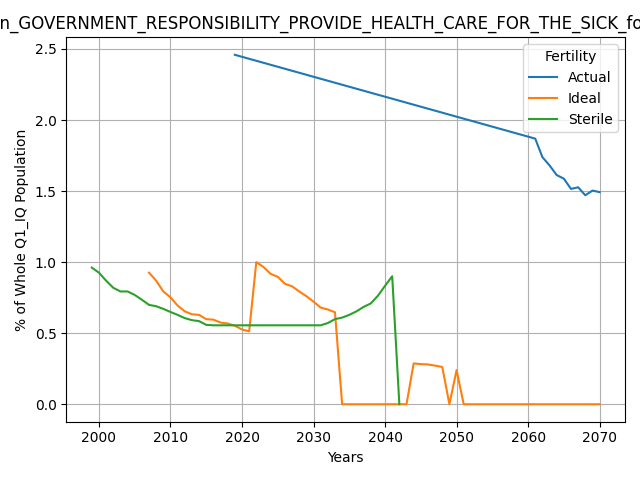 n_GOVERNMENT_RESPONSIBILITY_PROVIDE_HEALTH_CARE_FOR_THE_SICK_fo
Fertility
Actual
Ideal
Sterile
% of Whole Q1_IQ Population
2.5
2.0
1.5
1.0
0.5
0.0
2000 2010 2020 2030 2040 2050 2060 2070
Years